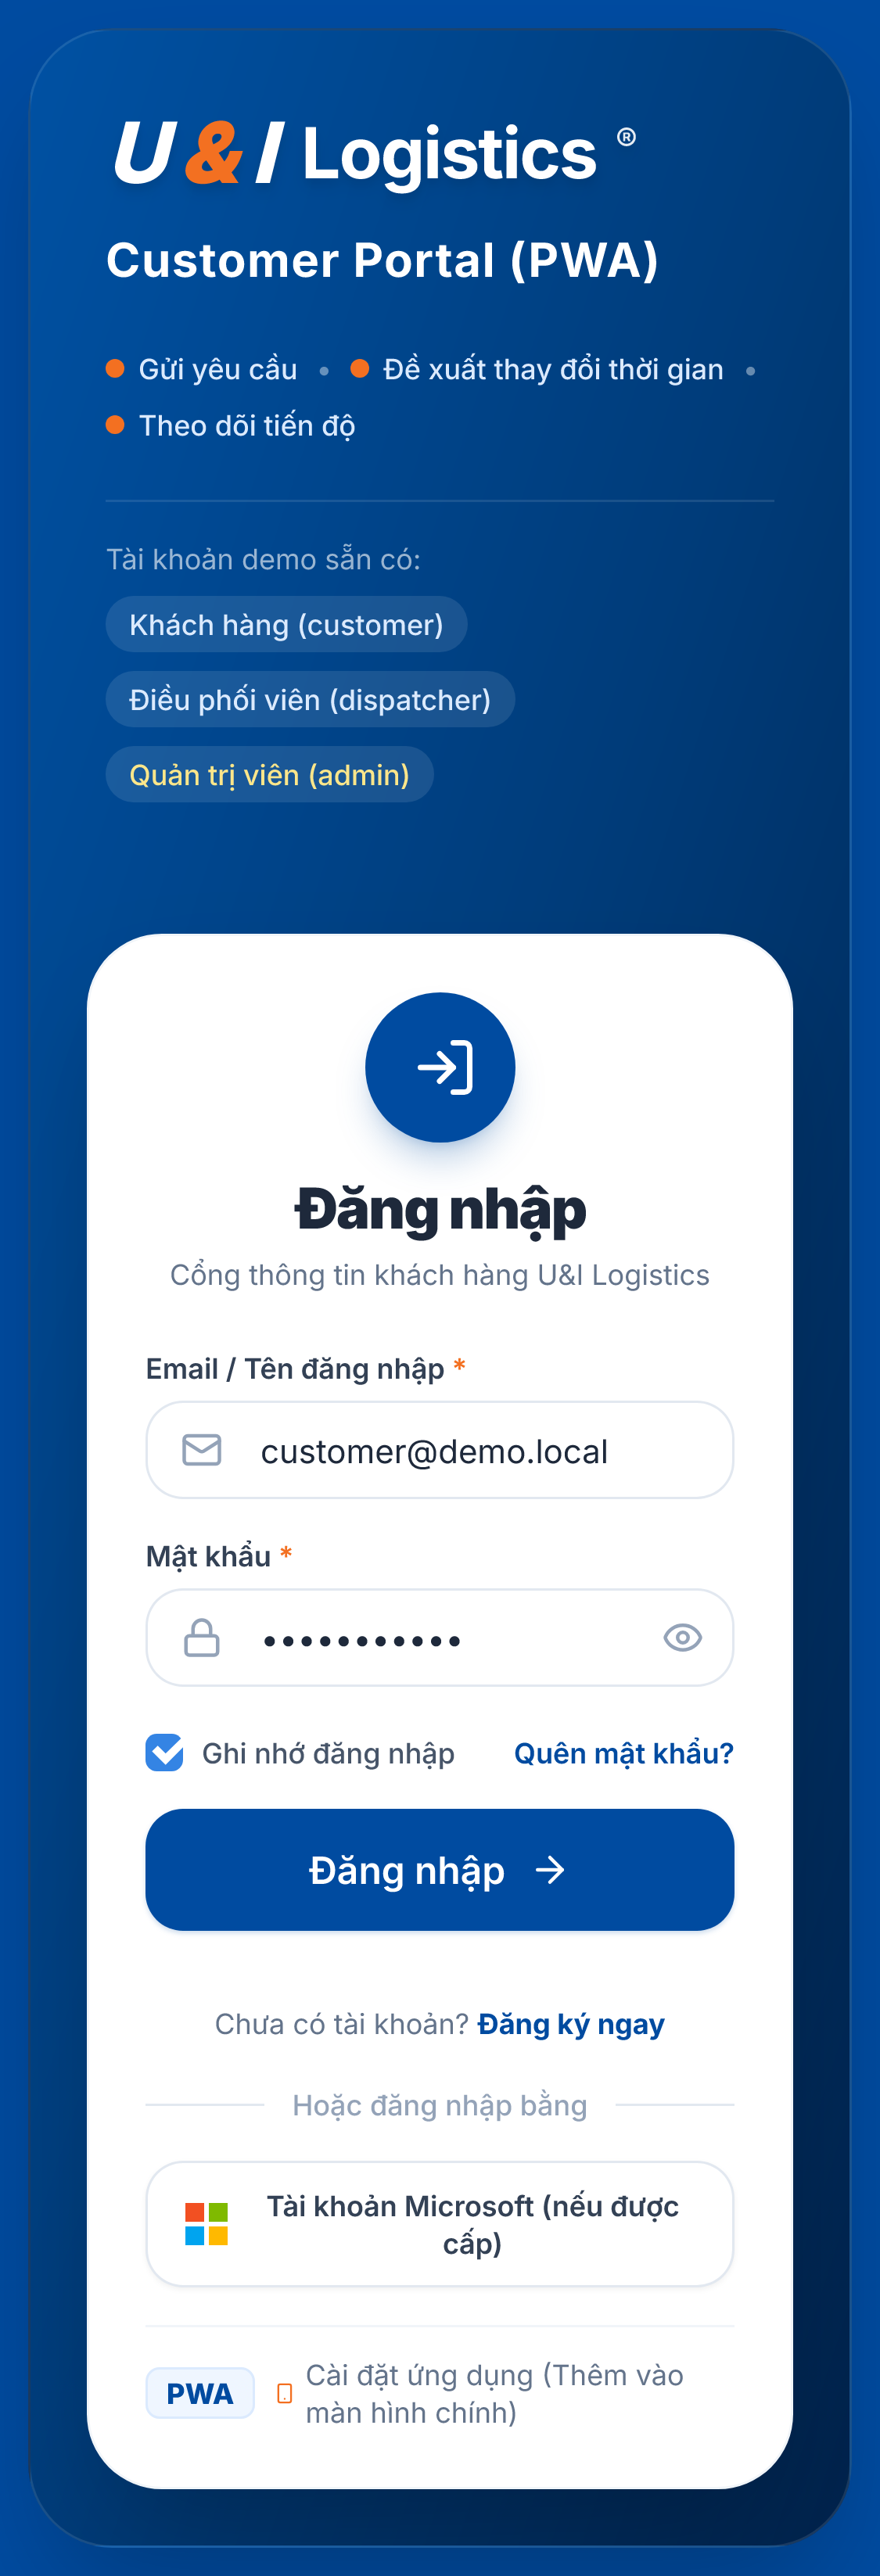 U&I Logistics ®
Customer Portal (PWA)
Gửi yêu cầu • Đề xuất thay đổi thời gian •
Theo dõi tiến độ
Tài khoản demo sẵn có:
Khách hàng (customer)
Điều phối viên (dispatcher)
Quản trị viên (admin)
Đăng nhập
Cổng thông tin khách hàng U&I Logistics
Email / Tên đăng nhập *
customer@demo.local
Mật khẩu *
•••••••••••
Ghi nhớ đăng nhập Quên mật khẩu?
Đăng nhập →
Chưa có tài khoản? Đăng ký ngay
Hoặc đăng nhập bằng
Tài khoản Microsoft (nếu được
cấp)
PWA Cài đặt ứng dụng (Thêm vào
màn hình chính)